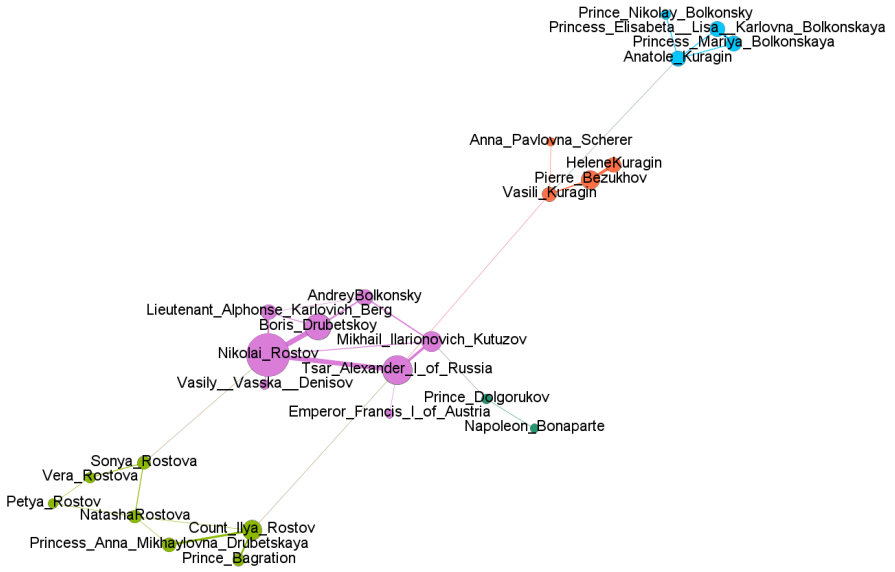 Prince_Nikolay_Bolkonsky
Princess_Elisabeta__Lisa__Karlovna_Bolkonskaya
Princess_Mariya_Bolkonskaya
Anatole_Kuragin
Anna_Pavlovna_Scherer
HeleneKuragin
Pierre_Bezukhov
Vasili_Kuragin
AndreyBolkonsky
Lieutenant_Alphonse_Karlovich_Berg
Boris_Drubetskoy
Mikhail_Ilarionovich_Kutuzov
Nikolai_Rostov
Tsar_Alexander_I_of_Russia
Vasily__Vasska__Denisov
Prince_Dolgorukov
Emperor_Francis_I_of_Austria
Napoleon_Bonaparte
Sonya_Rostova
Vera_Rostova
Petya_Rostov
NatashaRostova
Count_Ilya_Rostov
Princess_Anna_Mikhaylovna_Drubetskaya
Prince_Bagration